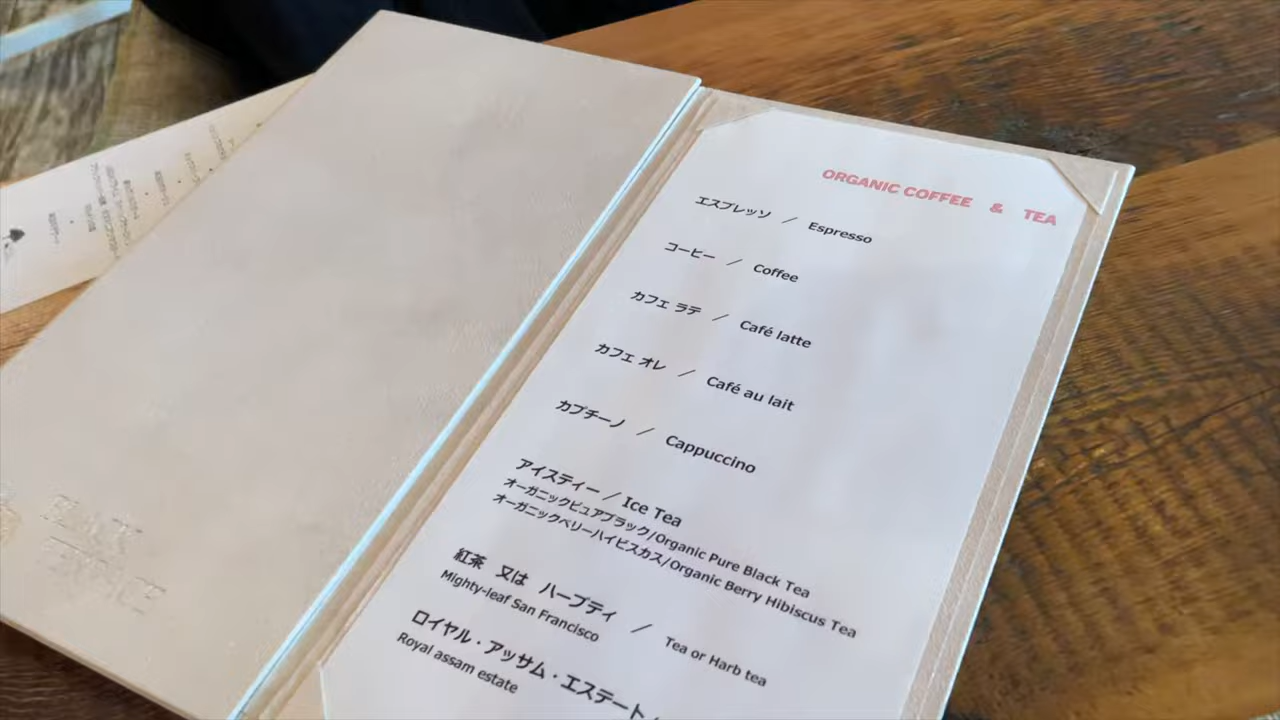 ORGANIC COFFEE & TEA
エスプレッソ / Espresso
コーヒー / Coffee
カフェ ラテ / Café latte
カフェ オレ / Café au lait
カプチーノ / Cappuccino
アイスティー / Ice Tea
オーガニックピュアブラック/Organic Pure Black Tea
オーガニックベリーハイビスカス/Organic Berry Hibiscus Tea
紅茶 又は ハーブティ / Tea or Harb tea
Mighty-leaf San Francisco
ロイヤル・アッサム・エステート /
Royal assam estate